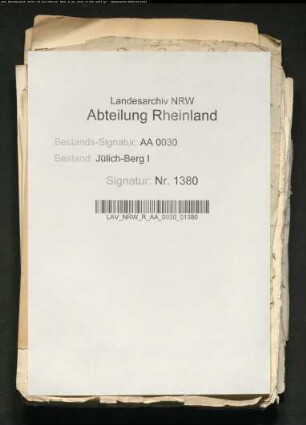 Landesarchiv NRW
Abteilung Rheinland
Bestands-Signatur: AA 0030
Bestand: Jülich-Berg I
Signatur: Nr. 1380
LAV_NRW_R_AA_0030_01380